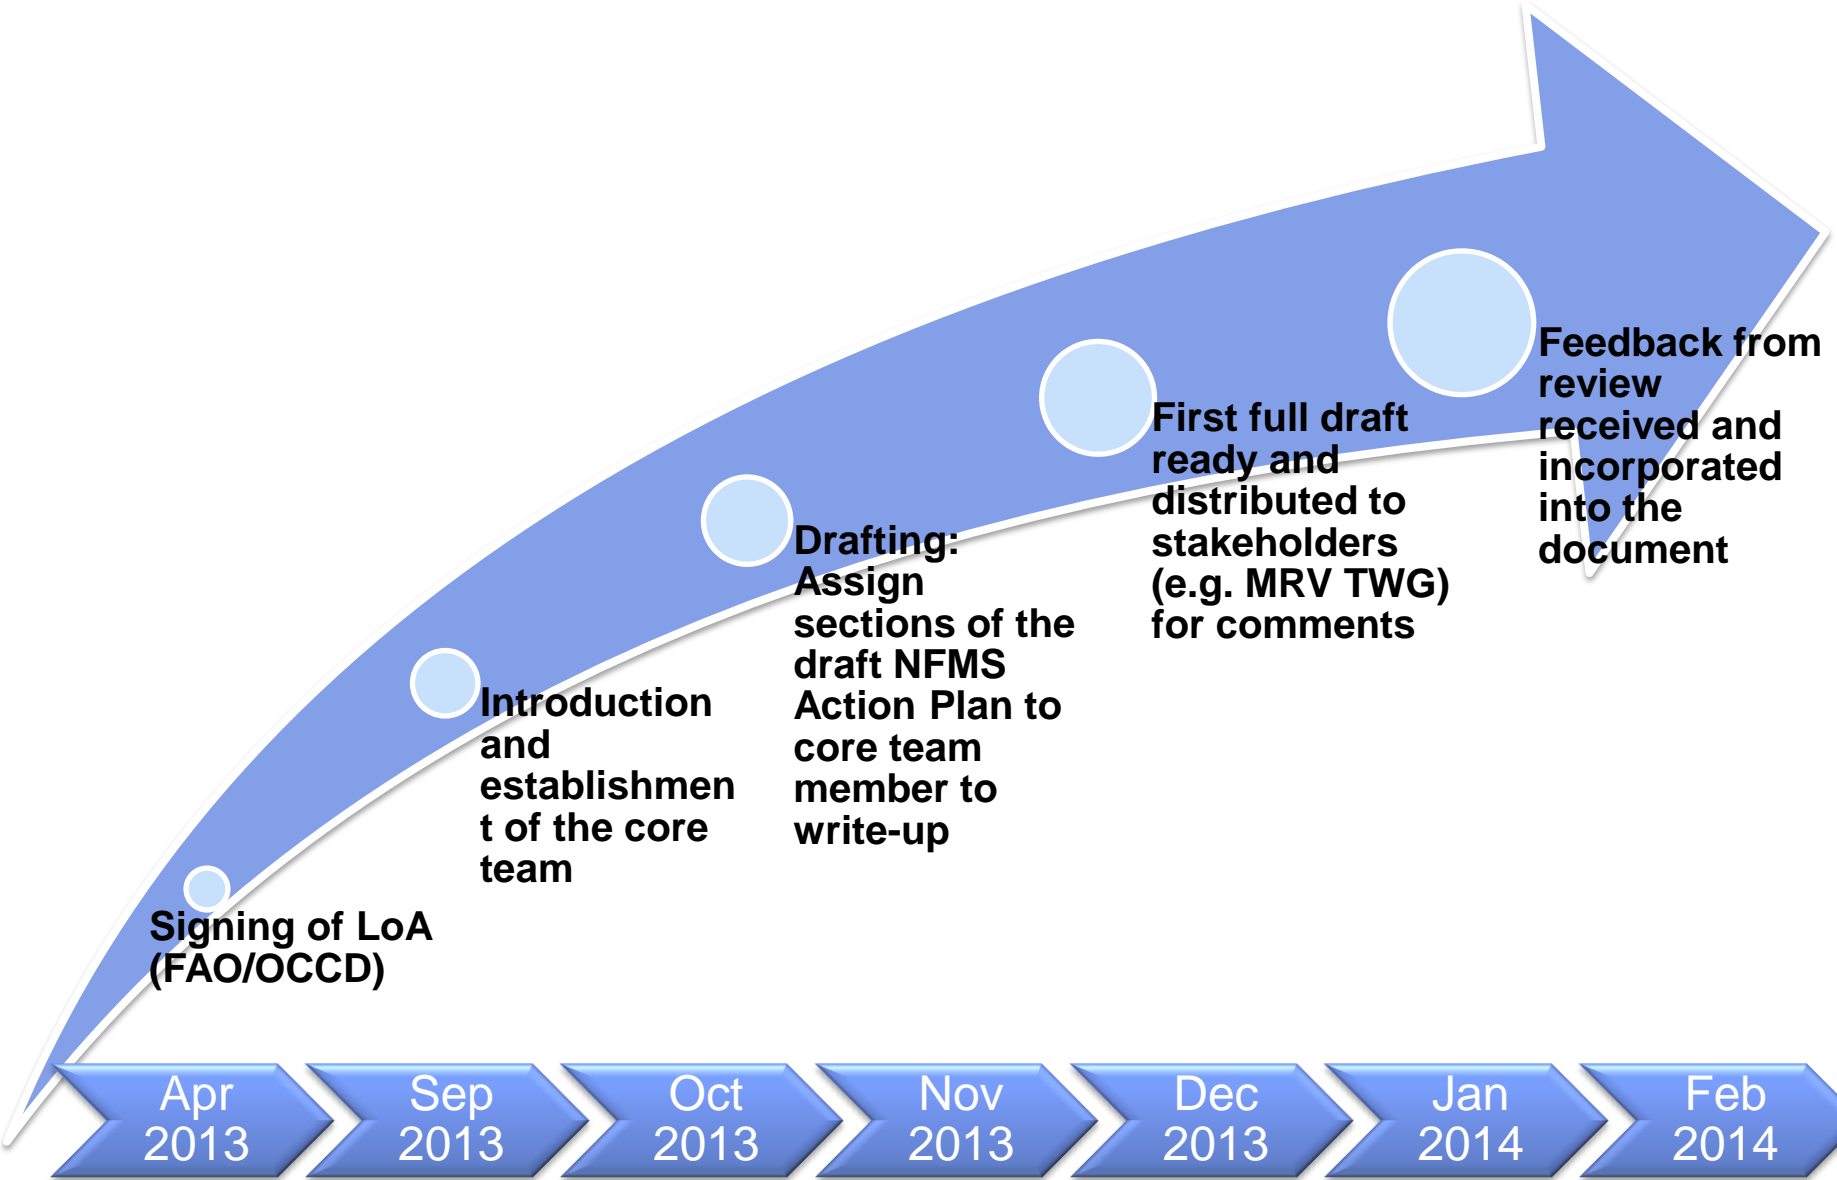 Signing of LoA
(FAO/OCCD)
Introduction
and
establishmen
t of the core
team
Drafting:
Assign
sections of the
draft NFMS
Action Plan to
core team
member to
write-up
First full draft
ready and
distributed to
stakeholders
(e.g. MRV TWG)
for comments
Feedback from
review
received and
incorporated
into the
document
Apr
2013
Sep
2013
Oct
2013
Nov
2013
Dec
2013
Jan
2014
Feb
2014